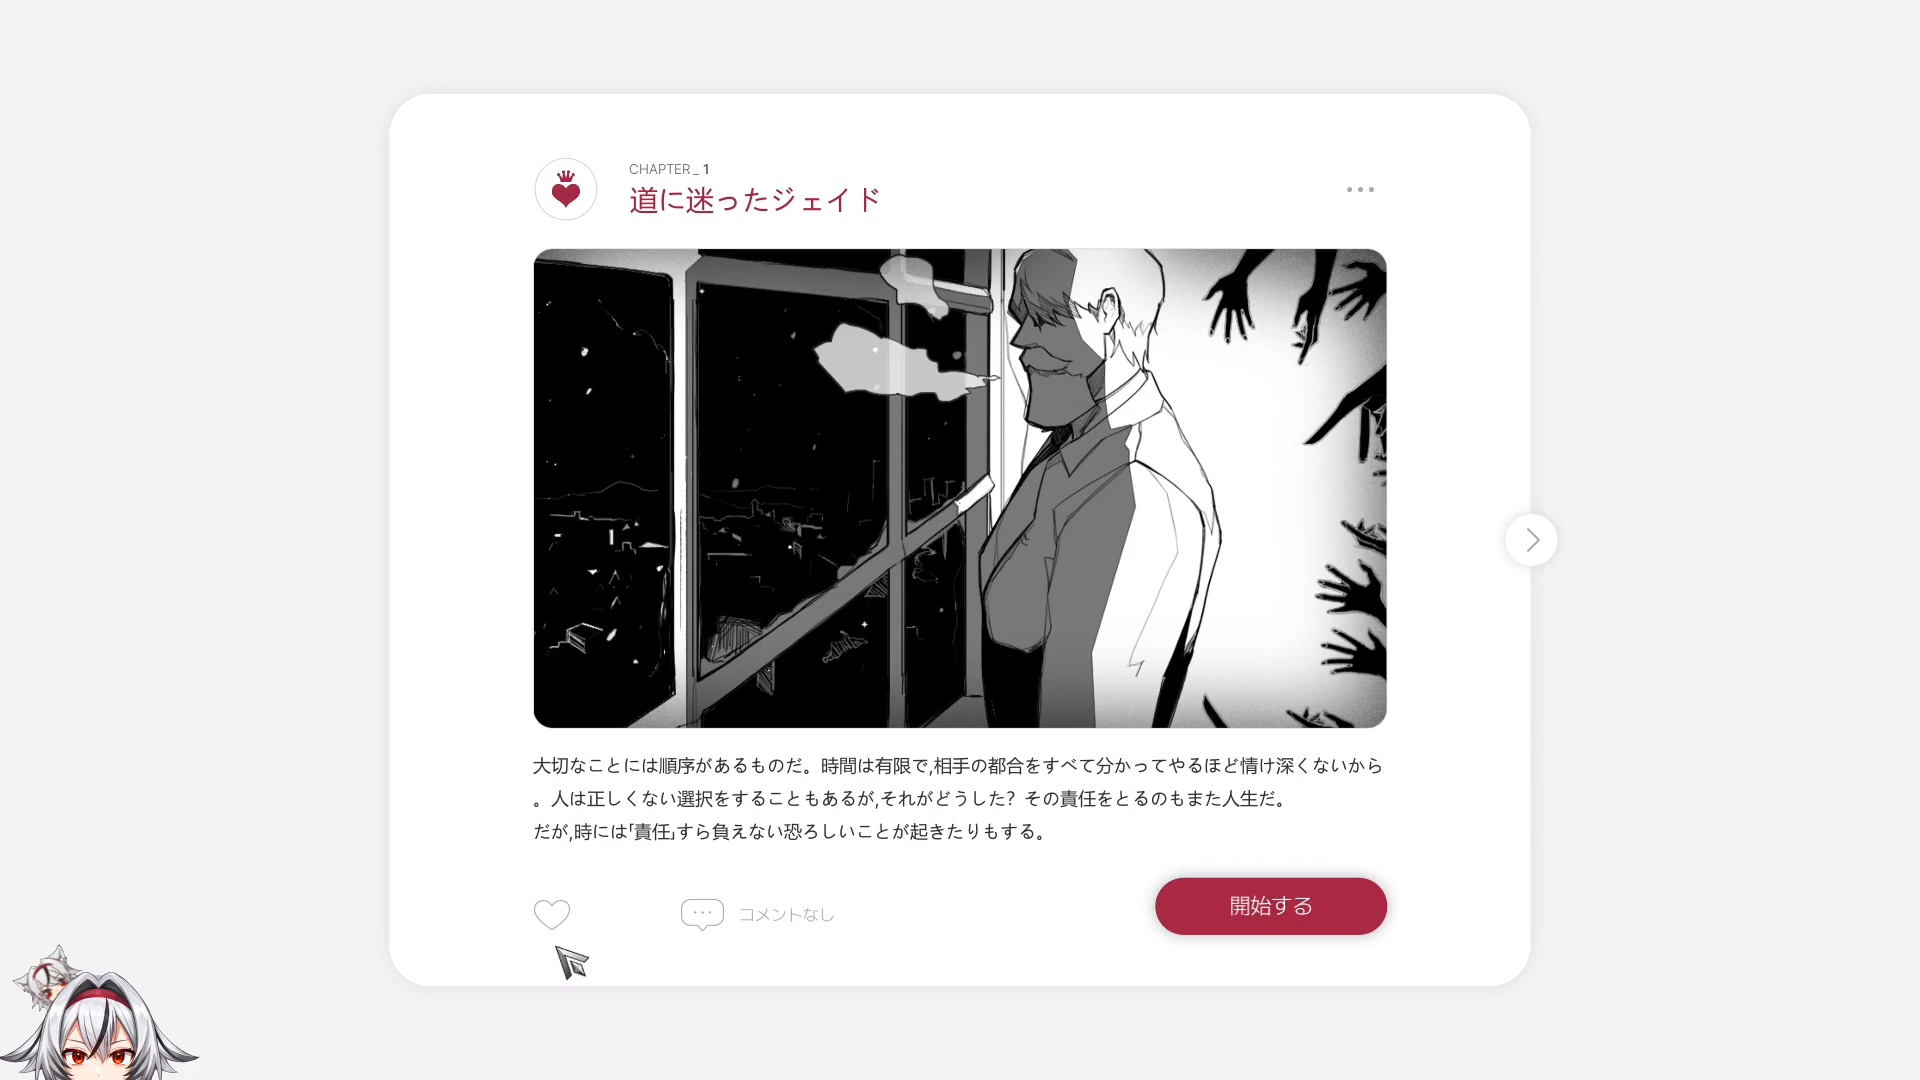 CHAPTER_ 1
道に迷ったジェイド
大切なことには順序があるものだ。時間は有限で,相手の都合をすべて分かってやるほど情け深くないから
。人は正しくない選択をすることもあるが,それがどうした？その責任をとるのもまた人生だ。
だが,時には｢責任｣すら負えない恐ろしいことが起きたりもする。
コメントなし
開始する